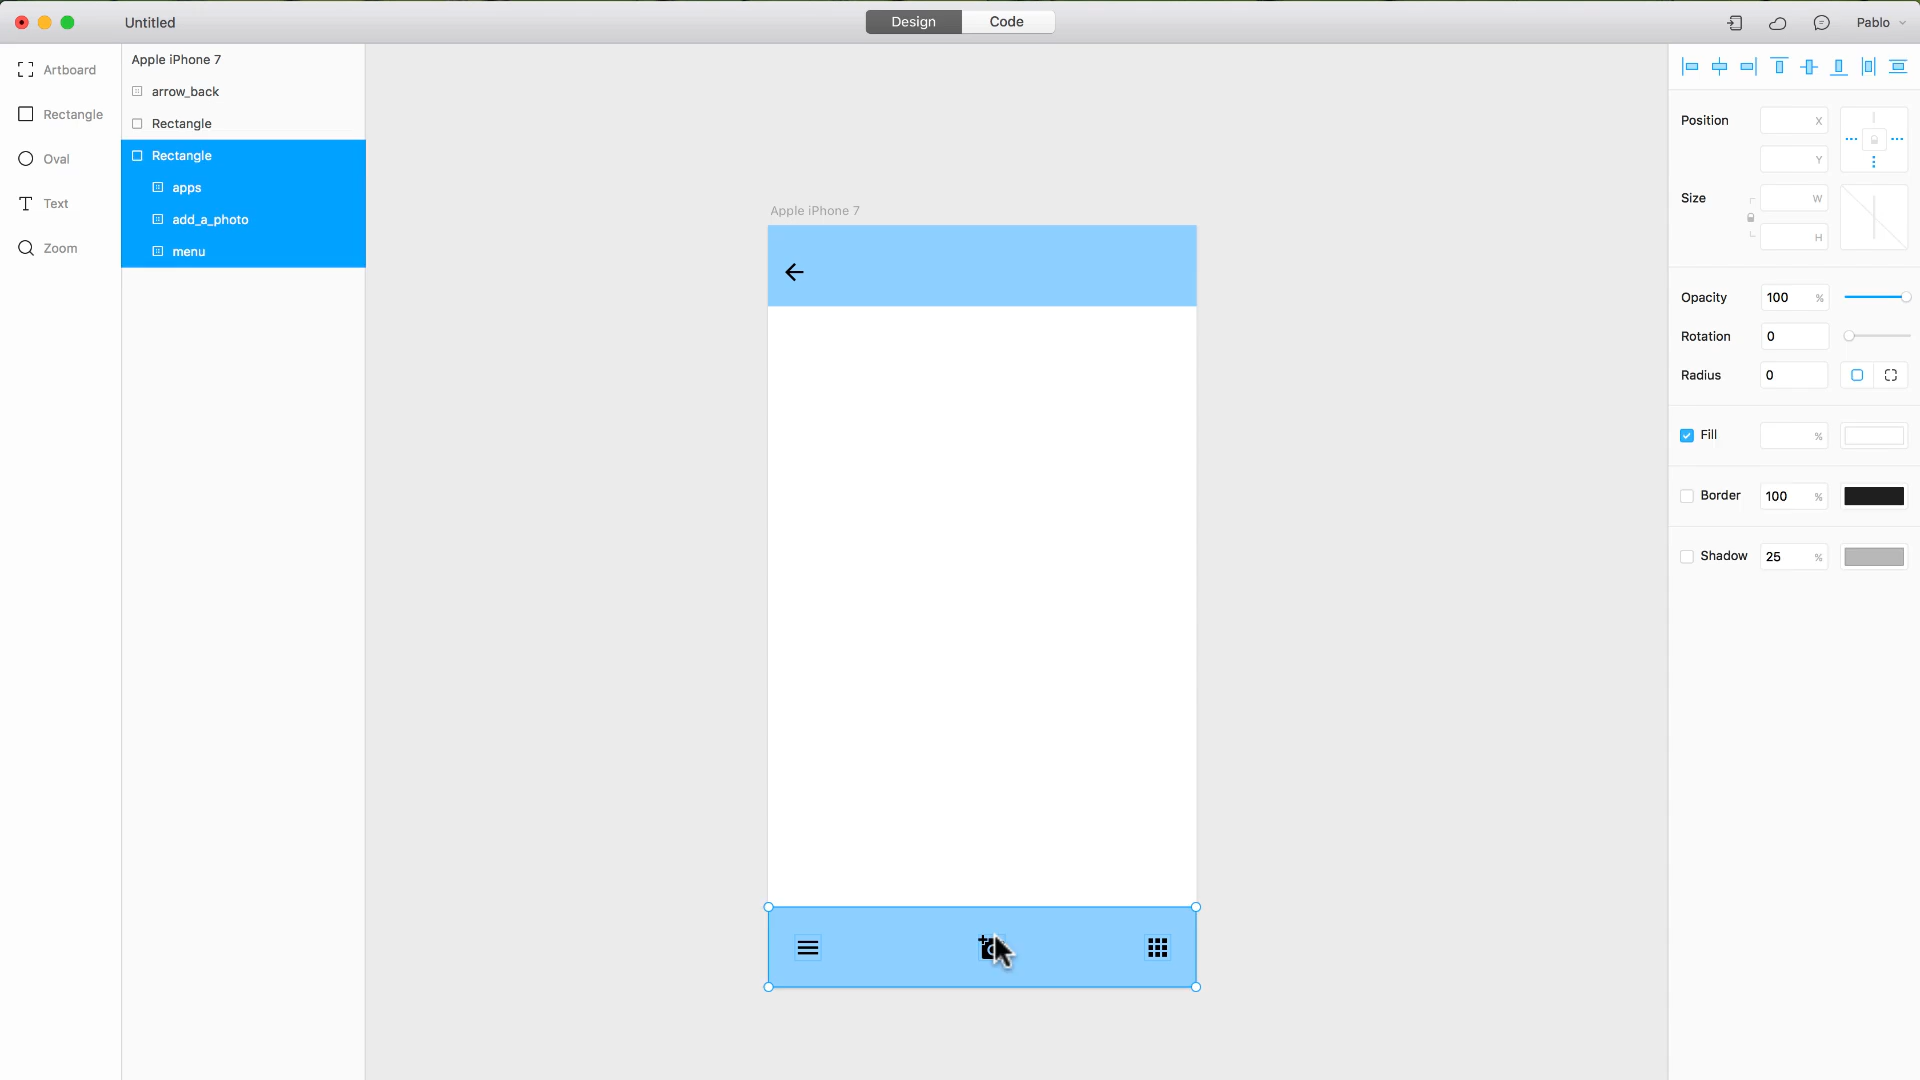 Untitled
Design
Code
Pablo
Artboard
Rectangle
Oval
Text
Zoom
Apple iPhone 7
arrow_back
Rectangle
Rectangle
apps
add_a_photo
menu
Apple iPhone 7
Position
X
Y
Size
W
H
Opacity
100 %
Rotation
0
Radius
0
Fill
%
Border
100 %
Shadow
25 %